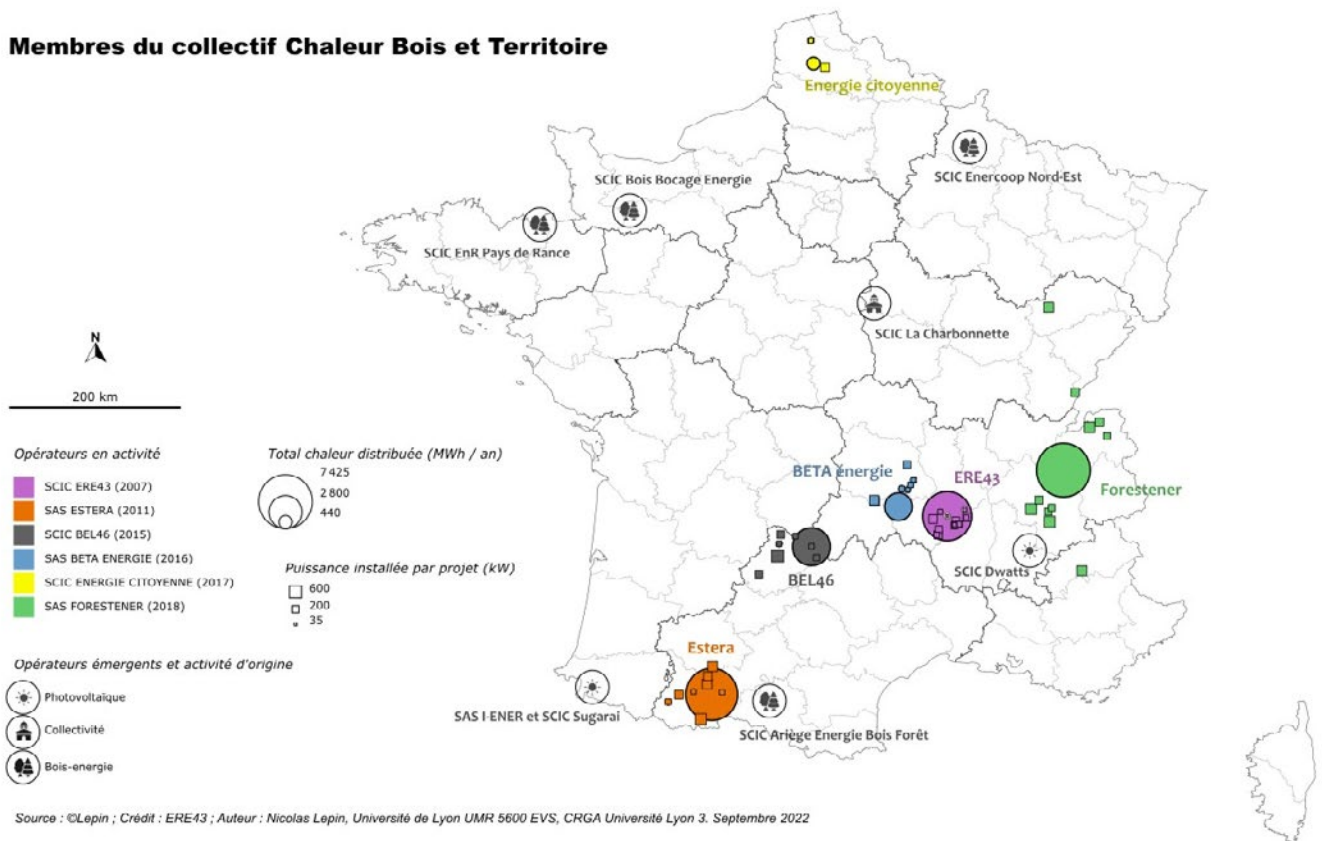 Membres du collectif Chaleur Bois et Territoire
Energie citoyenne
SCIC Enercoop Nord-Est
SCIC Bois Bocage Energie
SCIC EnR Pays de Rance
SCIC La Charbonnette
N
200 km
BETA énergie
ERE43
Forestener
SCIC Dwatts
BEL46
Estera
SAS I-ENER et SCIC Sugarai
SCIC Ariège Energie Bois Forêt
Opérateurs en activité
SCIC ERE43 (2007)
SAS ESTERA (2011)
SCIC BEL46 (2015)
SAS BETA ENERGIE (2016)
SCIC ENERGIE CITOYENNE (2017)
SAS FORESTENER (2018)
Total chaleur distribuée (MWh / an)
7 425
2 800
440
Puissance installée par projet (kW)
600
200
35
Opérateurs émergents et activité d'origine
Photovoltaïque
Collectivité
Bois-energie
Source : ©Lepin ; Crédit : ERE43 ; Auteur : Nicolas Lepin, Université de Lyon UMR 5600 EVS, CRGA Université Lyon 3. Septembre 2022